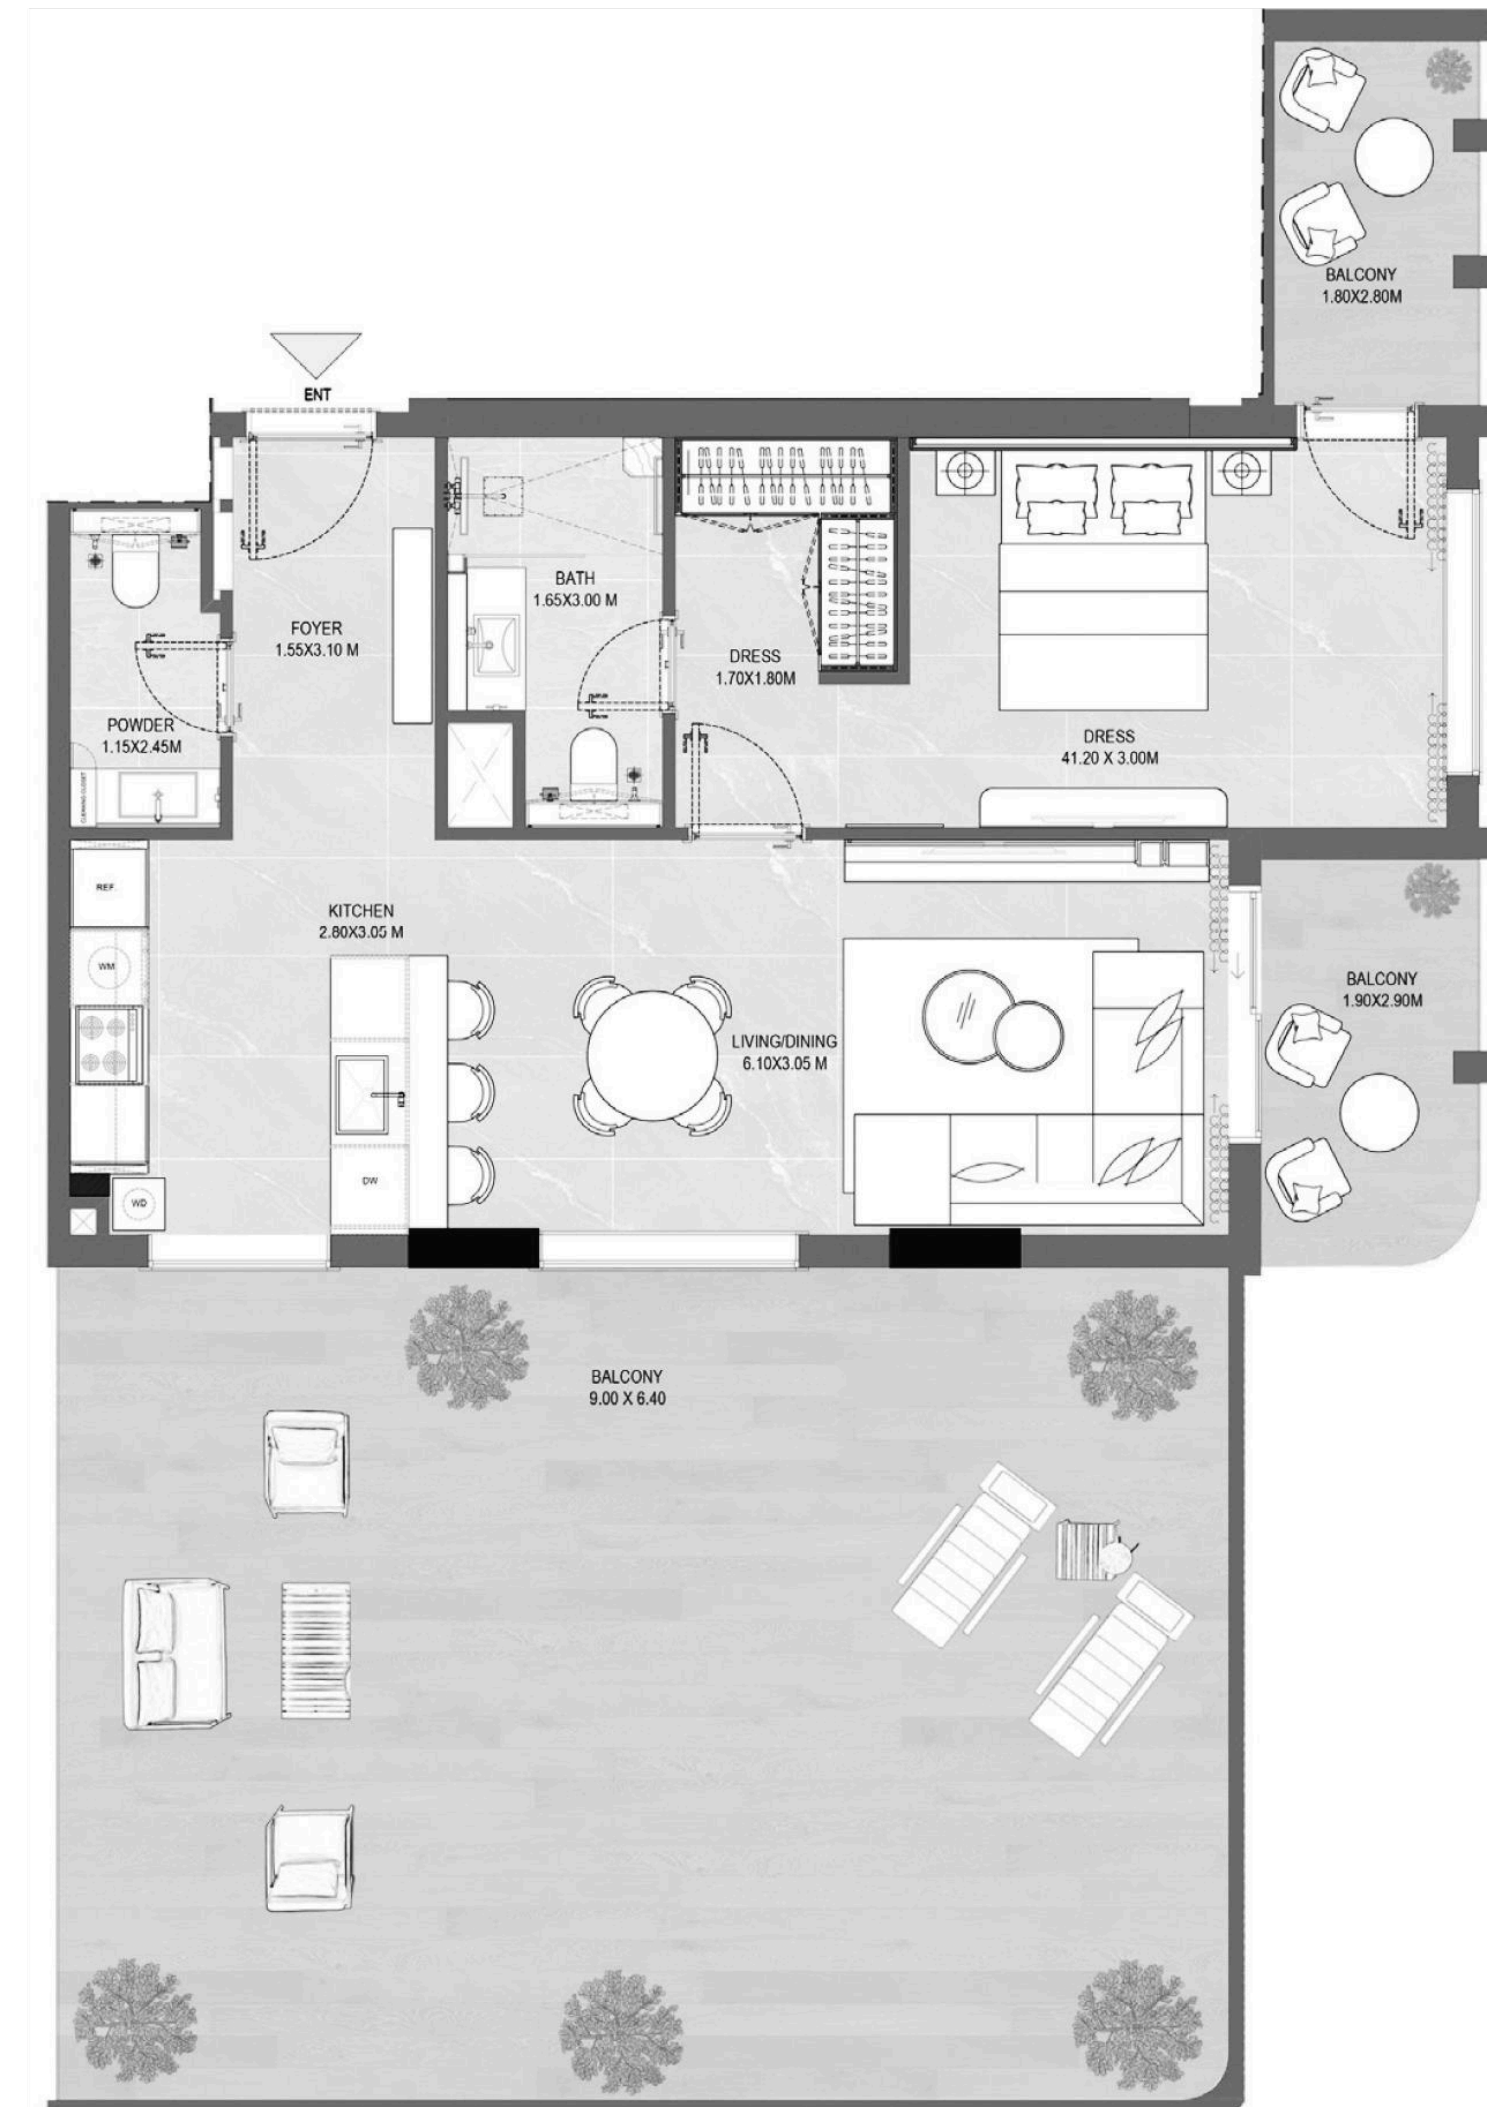 BALCONY
1.80X2.80M
ENT
BATH
1.65X3.00 M
FOYER
1.55X3.10 M
DRESS
1.70X1.80M
POWDER
1.15X2.45M
DRESS
41.20 X 3.00M
CLEANING CLOSET
REF.
KITCHEN
2.80X3.05 M
WM
BALCONY
1.90X2.90M
LIVING/DINING
6.10X3.05 M
DW
WD
BALCONY
9.00 X 6.40